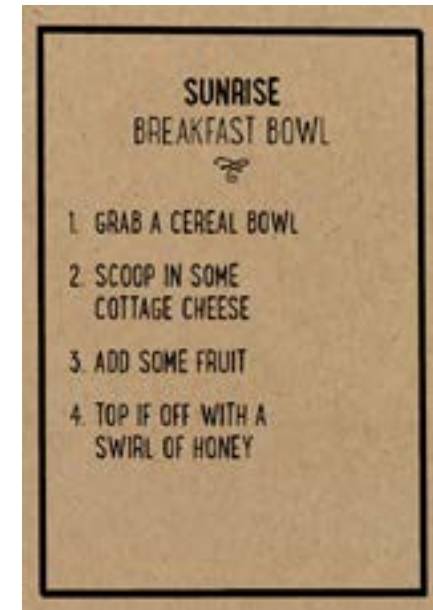 SUNRISE
BREAKFAST BOWL
1. GRAB A CEREAL BOWL
2. SCOOP IN SOME
COTTAGE CHEESE
3. ADD SOME FRUIT
4. TOP IF OFF WITH A
SWIRL OF HONEY